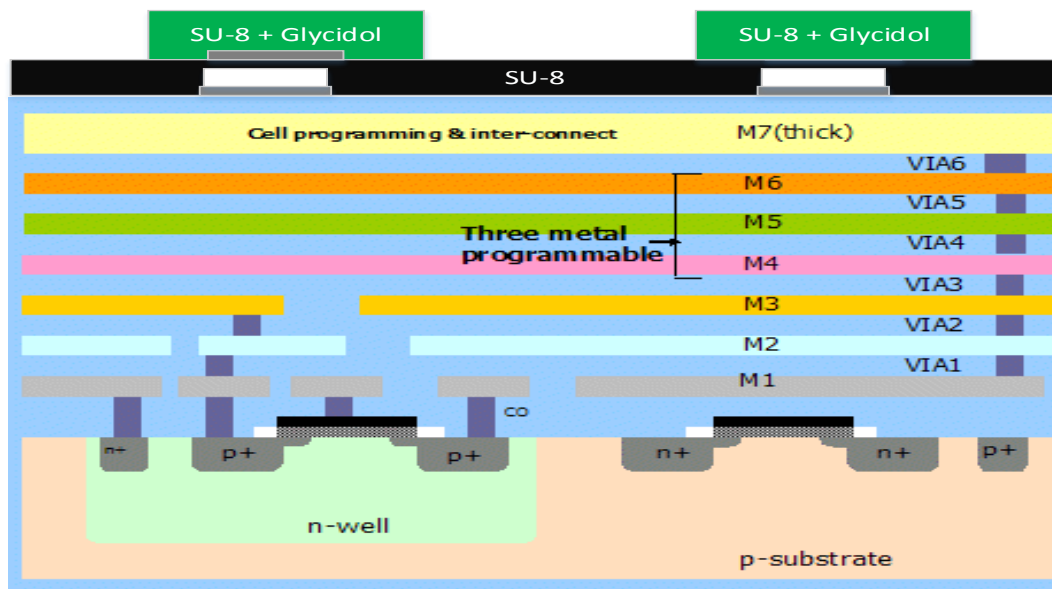 SU-8 + Glycidol
SU-8 + Glycidol
SU-8
Cell programming & inter-connect
M7(thick)
VIA6
M6
VIA5
M5
Three metal
programmable
VIA4
M4
VIA3
M3
VIA2
M2
VIA1
M1
co
n+
p+
p+
n+
n+
p+
n-well
p-substrate